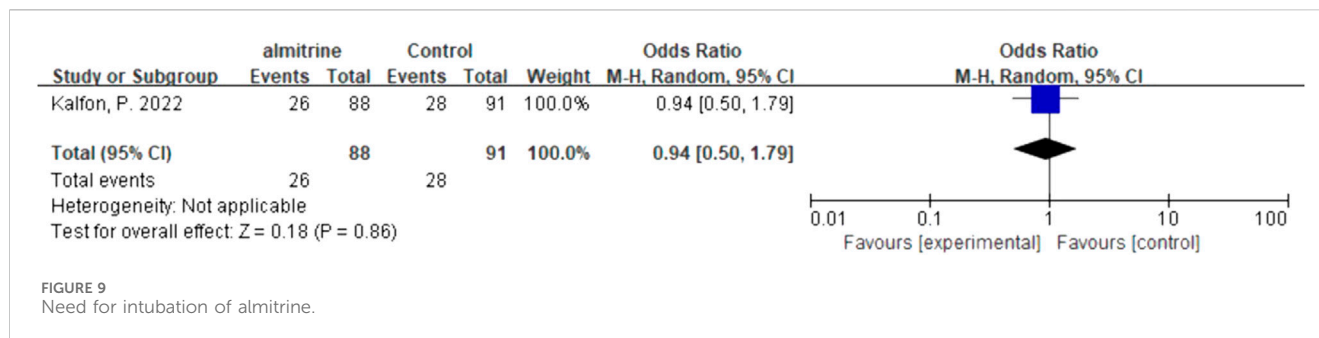 almitrine Control Odds Ratio Odds Ratio
Study or Subgroup Events Total Events Total Weight M-H, Random, 95% CI M-H, Random, 95% CI
Kalfon, P. 2022 26 88 28 91 100.0% 0.94 [0.50, 1.79]
Total (95% CI) 88 91 100.0% 0.94 [0.50, 1.79]
Total events 26 28
Heterogeneity: Not applicable
Test for overall effect: Z = 0.18 (P = 0.86)
0.01 0.1 1 10 100
Favours [experimental] Favours [control]
FIGURE 9
Need for intubation of almitrine.